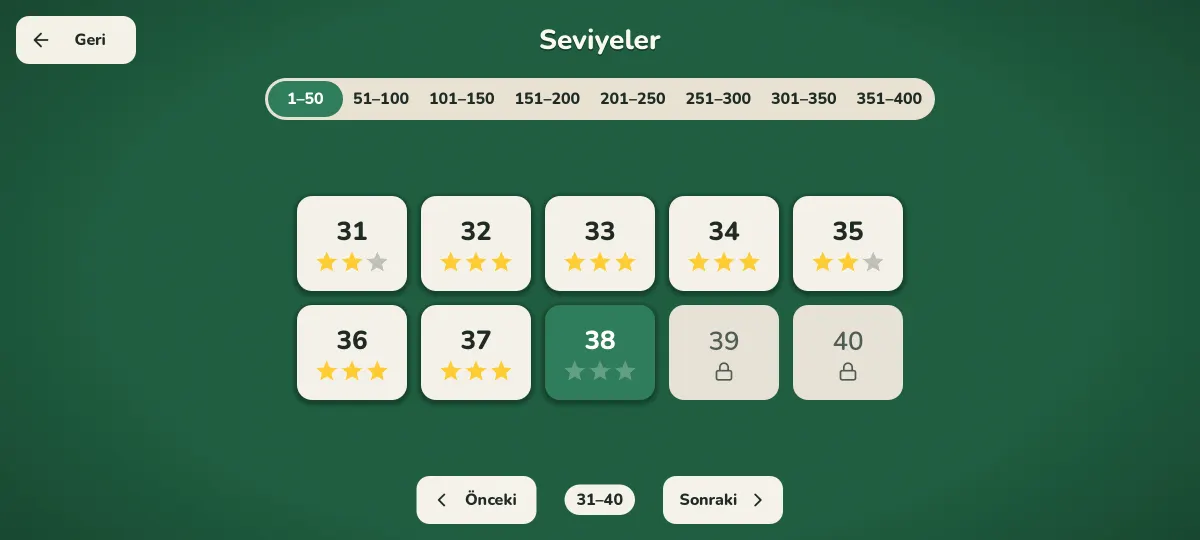 Geri
Seviyeler
1–50 51–100 101–150 151–200 201–250 251–300 301–350 351–400
31 32 33 34 35
36 37 38 39 40
Önceki 31–40 Sonraki